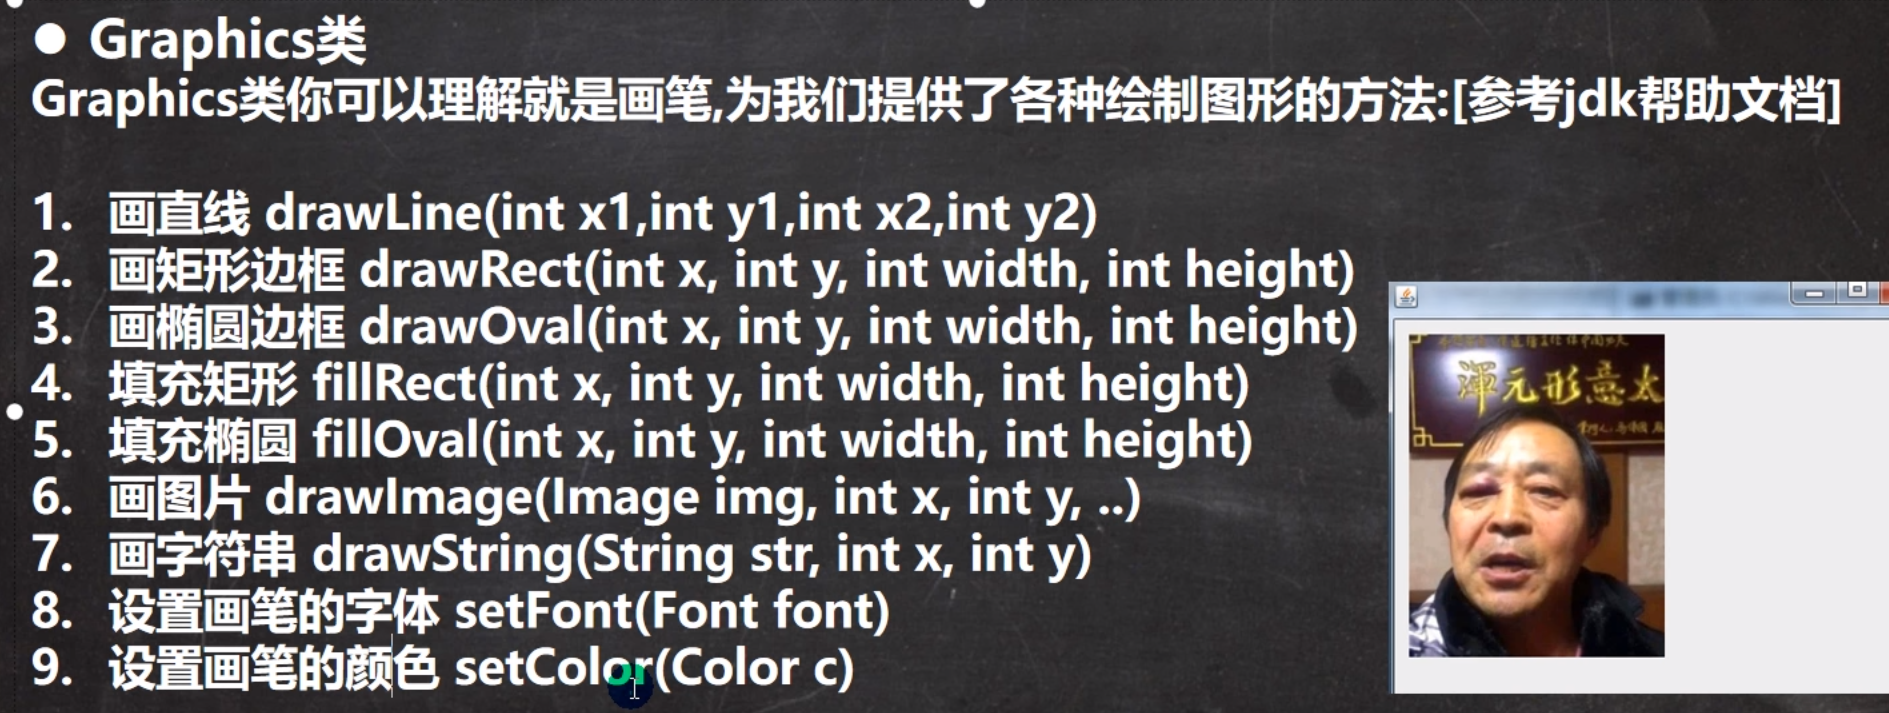 ● Graphics类
Graphics类你可以理解就是画笔,为我们提供了各种绘制图形的方法:[参考jdk帮助文档]
1. 画直线 drawLine(int x1,int y1,int x2,int y2)
2. 画矩形边框 drawRect(int x, int y, int width, int height)
3. 画椭圆边框 drawOval(int x, int y, int width, int height)
4. 填充矩形 fillRect(int x, int y, int width, int height)
5. 填充椭圆 fillOval(int x, int y, int width, int height)
6. 画图片 drawImage(Image img, int x, int y, ..)
7. 画字符串 drawString(String str, int x, int y)
8. 设置画笔的字体 setFont(Font font)
9. 设置画笔的颜色 setColor(Color c)
渾元形意太